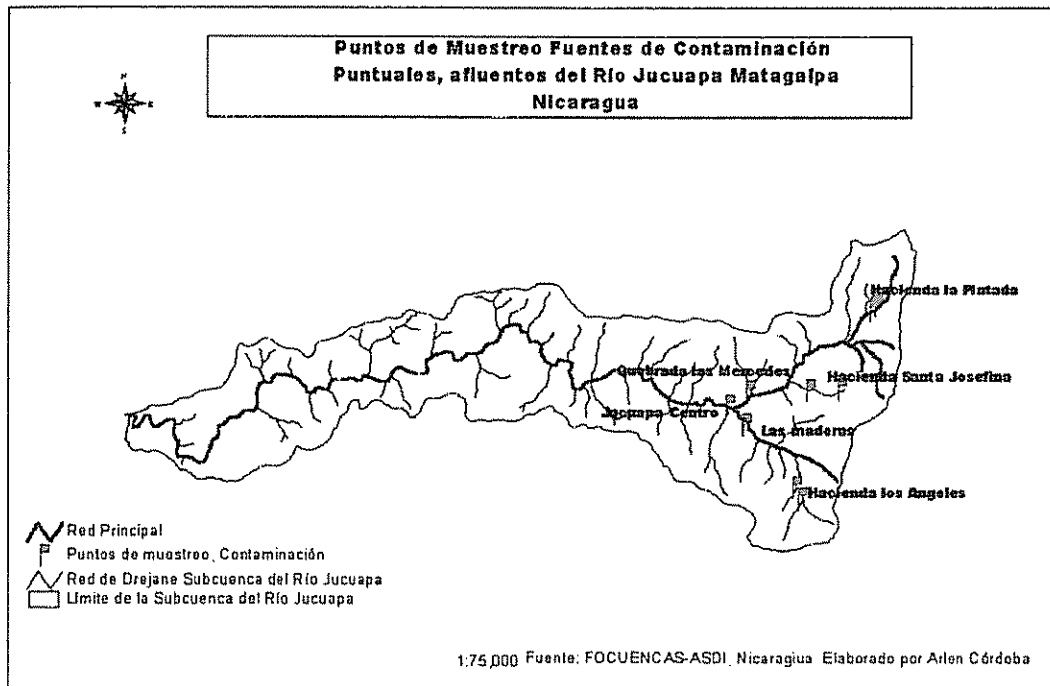 Puntos de Muestreo Fuentes de Contaminación
Puntuales, afluentes del Río Jucuapa Matagalpa
Nicaragua
N
W
E
S
Hacienda la Pintada
Quebrada las Mercedes
Hacienda Santa Josefina
Jucuapa Centro
Las maderas
Hacienda los Angeles
Red Principal
Puntos de muestreo, Contaminación
Red de Drejane Subcuenca del Río Jucuapa
Límite de la Subcuenca del Río Jucuapa
1:75,000 Fuente: FOCUENCAS-ASDI, Nicaragiua Elaborado por Arlen Córdoba